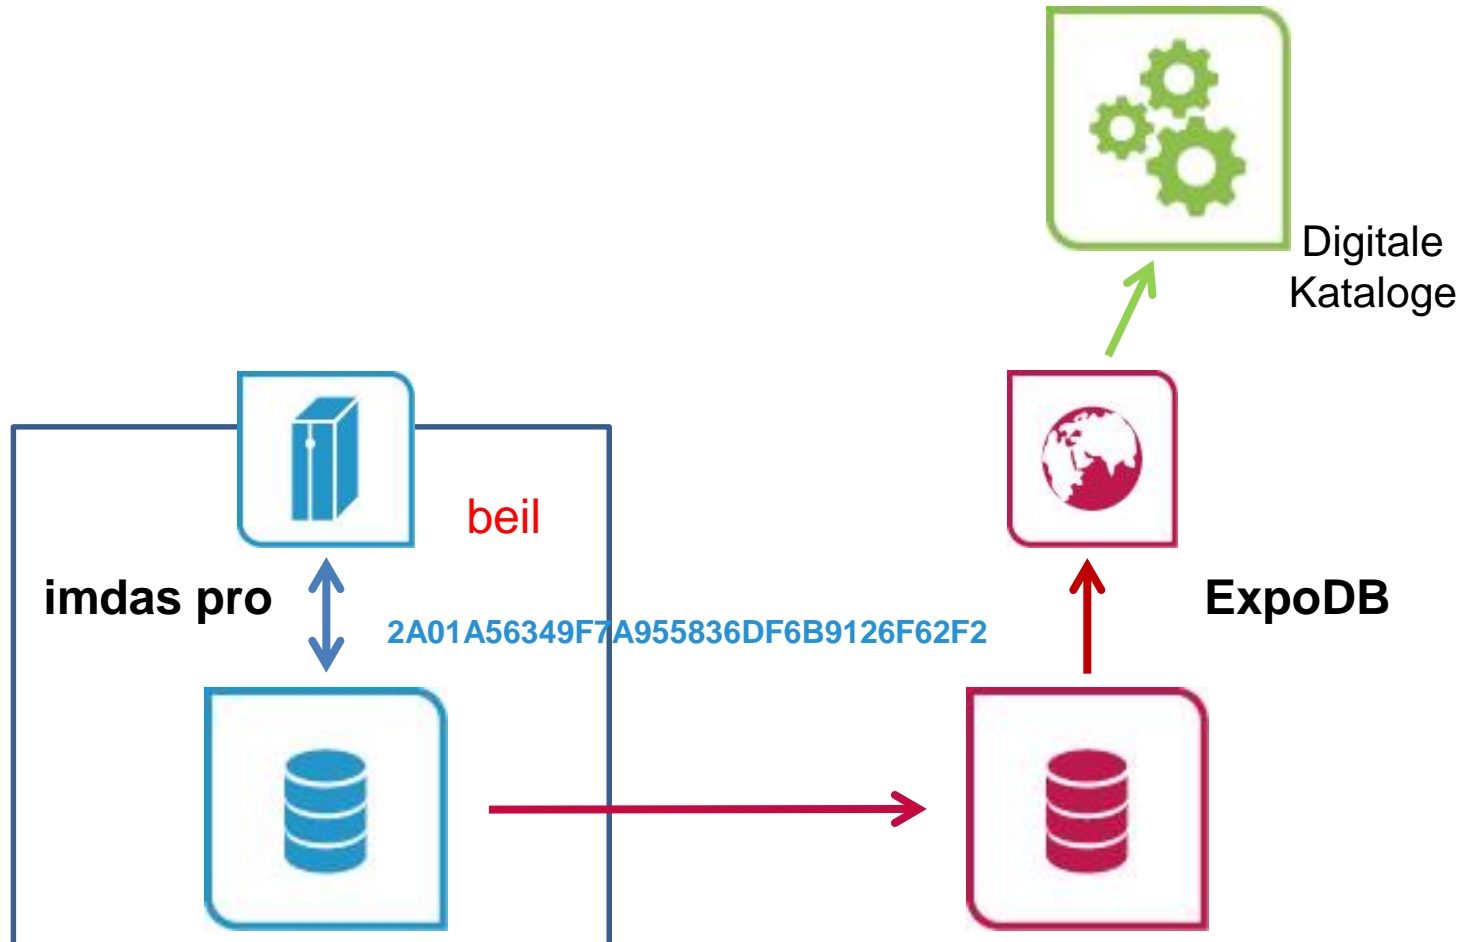 Digitale
Kataloge
beil
imdas pro
ExpoDB
2A01A56349F7A955836DF6B9126F62F2